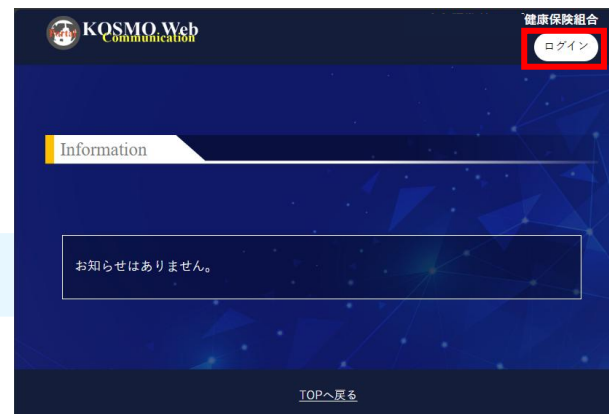 KOSMO Web
Communication
健康保険組合
ログイン
Information
お知らせはありません。
TOPへ戻る